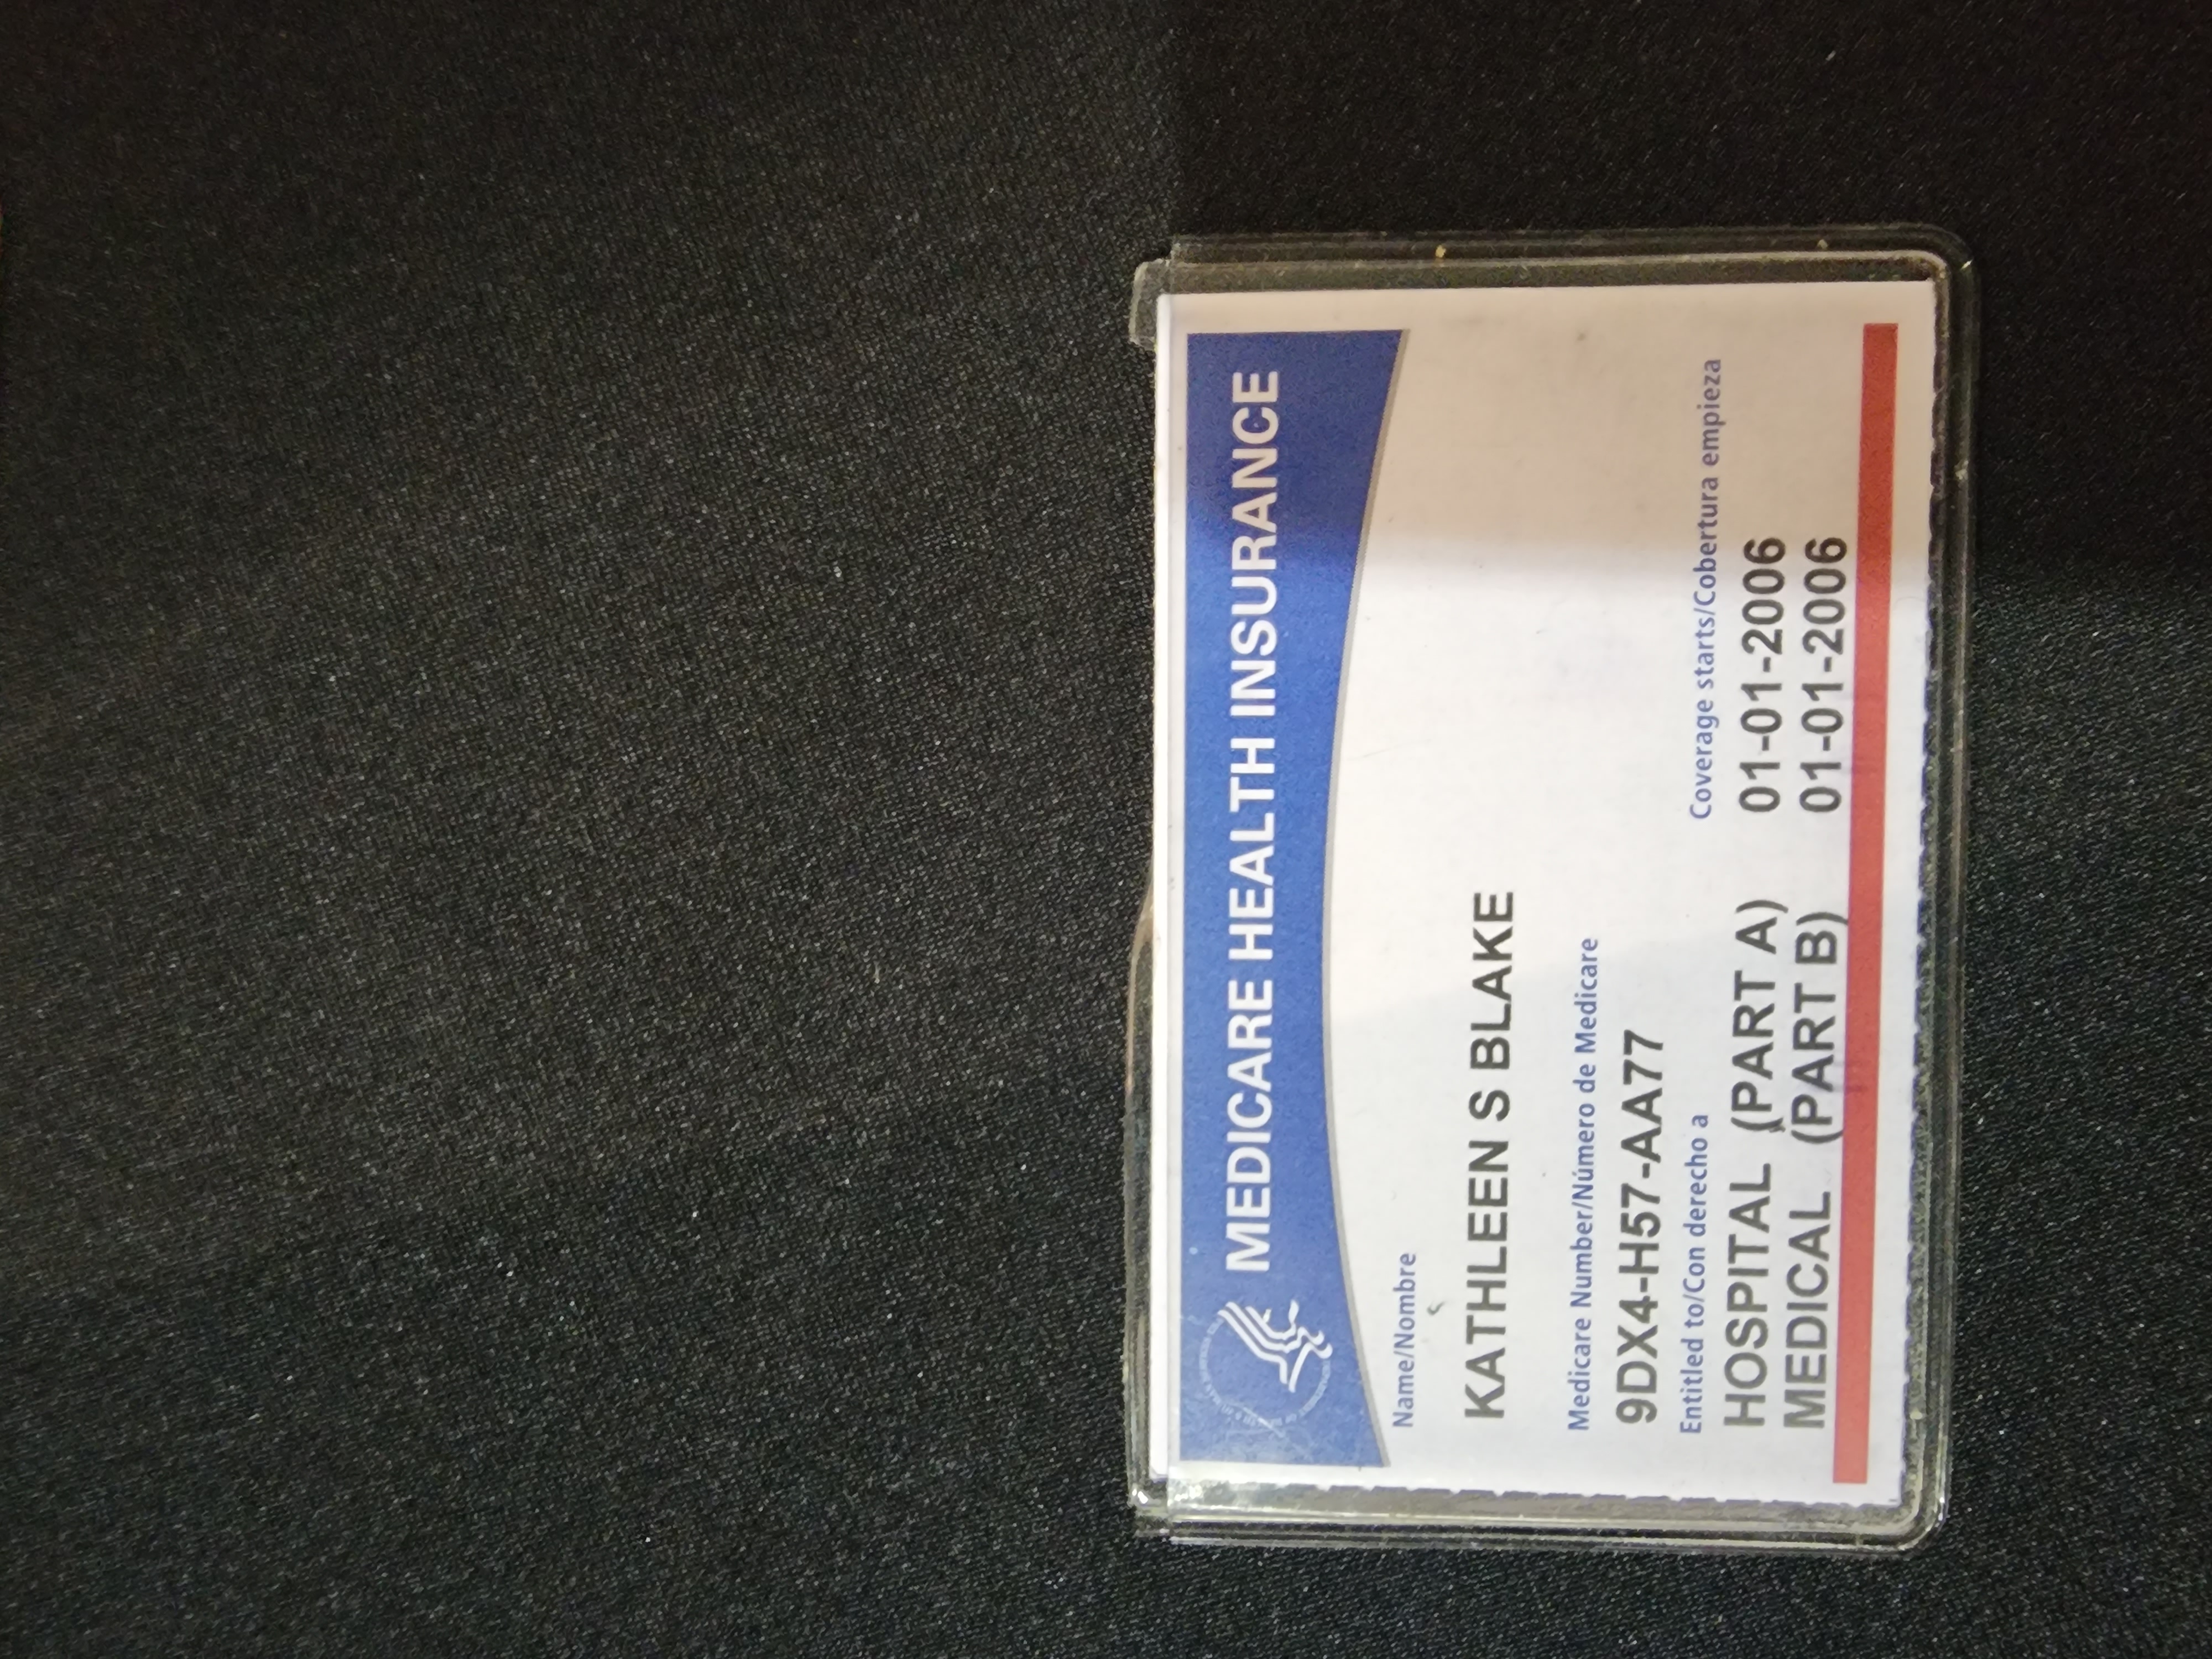 MEDICARE HEALTH INSURANCE
Name/Nombre
KATHLEEN S BLAKE
Medicare Number/Número de Medicare
9DX4-H57-AA77
Entitled to/Con derecho a Coverage starts/Cobertura empieza
HOSPITAL (PART A) 01-01-2006
MEDICAL (PART B) 01-01-2006